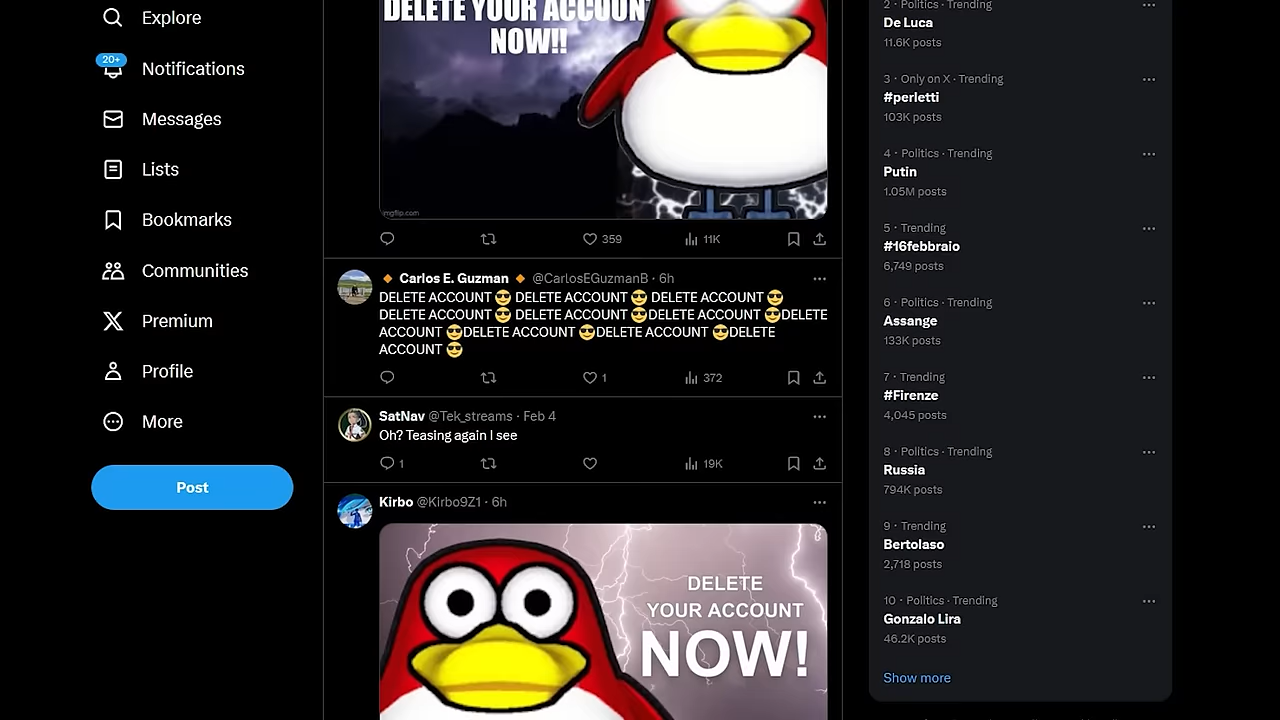 Explore
20+
Notifications
Messages
Lists
Bookmarks
Communities
Premium
Profile
More
Post
DELETE YOUR ACCOUNT
NOW!!
imgflip.com
359
11K
🔸 Carlos E. Guzman 🔸 @CarlosEGuzmanB · 6h
DELETE ACCOUNT 😎 DELETE ACCOUNT 😎 DELETE ACCOUNT 😎
DELETE ACCOUNT 😎 DELETE ACCOUNT 😎DELETE ACCOUNT 😎DELETE
ACCOUNT 😎DELETE ACCOUNT 😎DELETE ACCOUNT 😎DELETE
ACCOUNT 😎
1
372
SatNav @Tek_streams · Feb 4
Oh? Teasing again I see
1
19K
Kirbo @Kirbo9Z1 · 6h
DELETE
YOUR ACCOUNT
NOW!
2 · Politics · Trending
De Luca
11.6K posts
3 · Only on X · Trending
#perletti
103K posts
4 · Politics · Trending
Putin
1.05M posts
5 · Trending
#16febbraio
6,749 posts
6 · Politics · Trending
Assange
133K posts
7 · Trending
#Firenze
4,045 posts
8 · Politics · Trending
Russia
794K posts
9 · Trending
Bertolaso
2,718 posts
10 · Politics · Trending
Gonzalo Lira
46.2K posts
Show more